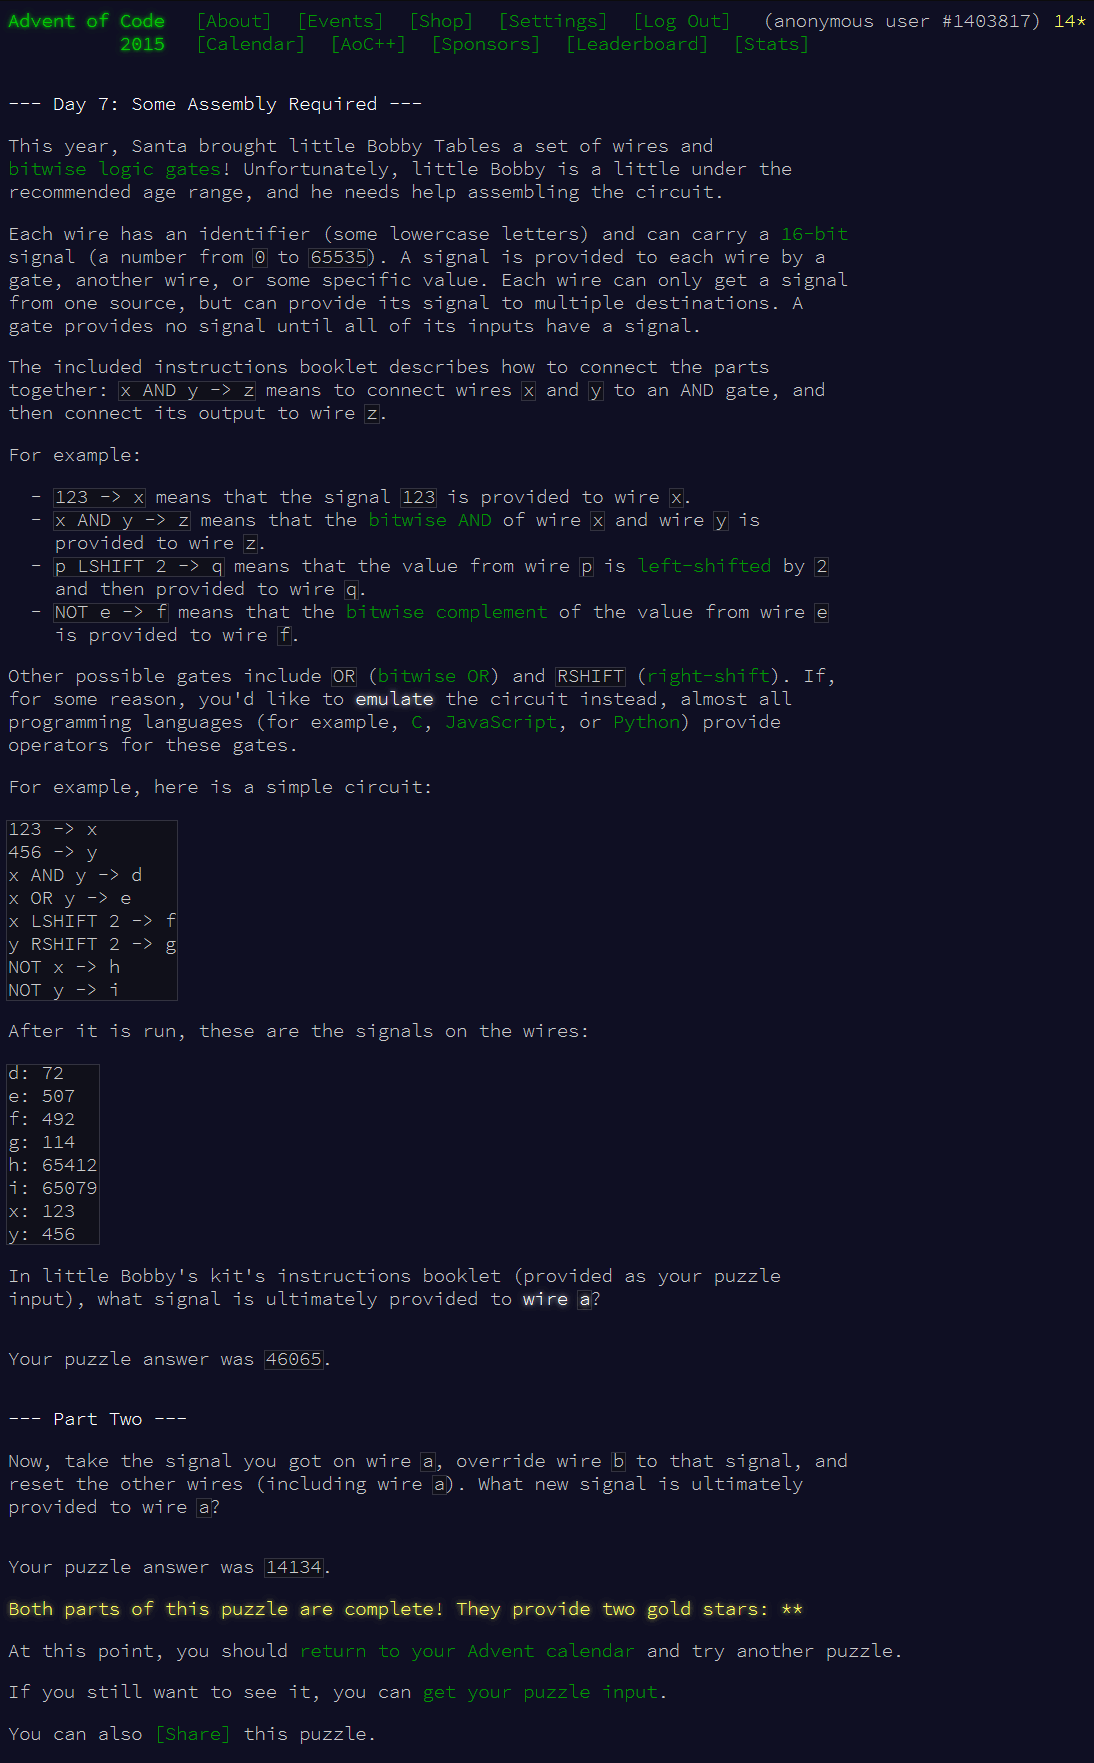 Advent of Code [About] [Events] [Shop] [Settings] [Log Out] (anonymous user #1403817) 14*
2015 [Calendar] [AoC++] [Sponsors] [Leaderboard] [Stats]
--- Day 7: Some Assembly Required ---
This year, Santa brought little Bobby Tables a set of wires and
bitwise logic gates! Unfortunately, little Bobby is a little under the
recommended age range, and he needs help assembling the circuit.
Each wire has an identifier (some lowercase letters) and can carry a 16-bit
signal (a number from 0 to 65535). A signal is provided to each wire by a
gate, another wire, or some specific value. Each wire can only get a signal
from one source, but can provide its signal to multiple destinations. A
gate provides no signal until all of its inputs have a signal.
The included instructions booklet describes how to connect the parts
together: x AND y -> z means to connect wires x and y to an AND gate, and
then connect its output to wire z.
For example:
- 123 -> x means that the signal 123 is provided to wire x.
- x AND y -> z means that the bitwise AND of wire x and wire y is
provided to wire z.
- p LSHIFT 2 -> q means that the value from wire p is left-shifted by 2
and then provided to wire q.
- NOT e -> f means that the bitwise complement of the value from wire e
is provided to wire f.
Other possible gates include OR (bitwise OR) and RSHIFT (right-shift). If,
for some reason, you'd like to emulate the circuit instead, almost all
programming languages (for example, C, JavaScript, or Python) provide
operators for these gates.
For example, here is a simple circuit:
123 -> x
456 -> y
x AND y -> d
x OR y -> e
x LSHIFT 2 -> f
y RSHIFT 2 -> g
NOT x -> h
NOT y -> i
After it is run, these are the signals on the wires:
d: 72
e: 507
f: 492
g: 114
h: 65412
i: 65079
x: 123
y: 456
In little Bobby's kit's instructions booklet (provided as your puzzle
input), what signal is ultimately provided to wire a?
Your puzzle answer was 46065.
--- Part Two ---
Now, take the signal you got on wire a, override wire b to that signal, and
reset the other wires (including wire a). What new signal is ultimately
provided to wire a?
Your puzzle answer was 14134.
Both parts of this puzzle are complete! They provide two gold stars: **
At this point, you should return to your Advent calendar and try another puzzle.
If you still want to see it, you can get your puzzle input.
You can also [Share] this puzzle.